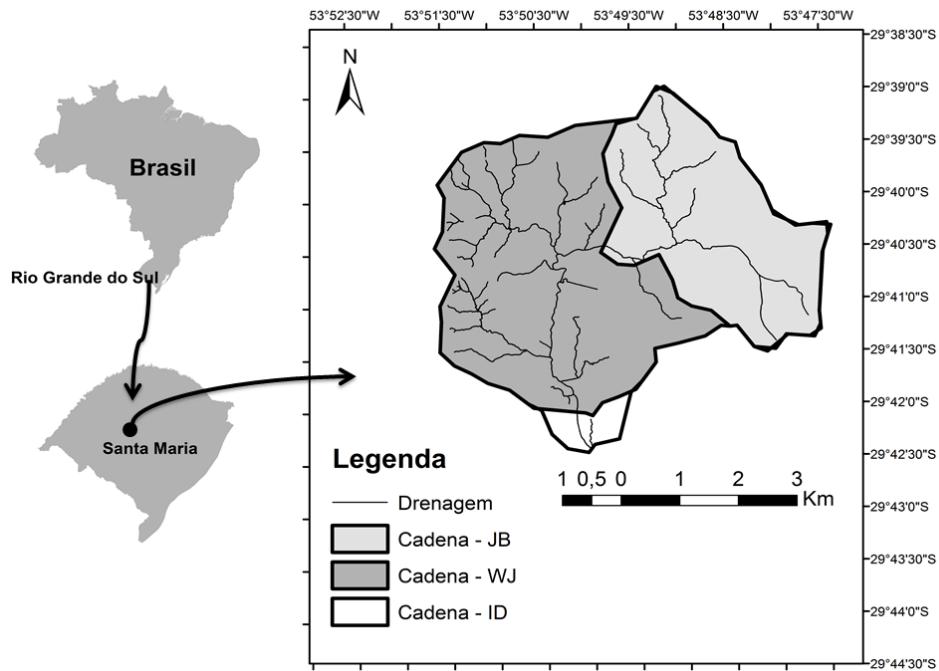 53°52'30"W 53°51'30"W 53°50'30"W 53°49'30"W 53°48'30"W 53°47'30"W
29°38'30"S
29°39'0"S
29°39'30"S
29°40'0"S
29°40'30"S
29°41'0"S
29°41'30"S
29°42'0"S
29°42'30"S
29°43'0"S
29°43'30"S
29°44'0"S
29°44'30"S
N
Brasil
Rio Grande do Sul
Santa Maria
Legenda
Drenagem
Cadena - JB
Cadena - WJ
Cadena - ID
1 0,5 0 1 2 3
Km